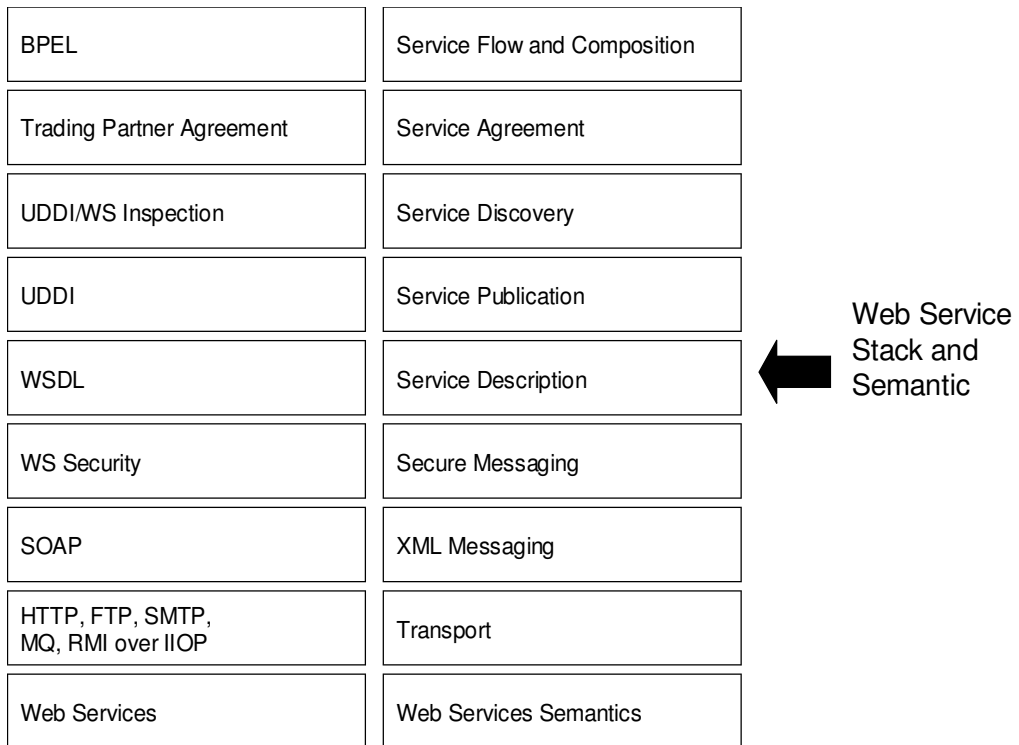 BPEL
Service Flow and Composition
Trading Partner Agreement
Service Agreement
UDDI/WS Inspection
Service Discovery
UDDI
Service Publication
WSDL
Service Description
Web Service
Stack and
Semantic
WS Security
Secure Messaging
SOAP
XML Messaging
HTTP, FTP, SMTP,
MQ, RMI over IIOP
Transport
Web Services
Web Services Semantics